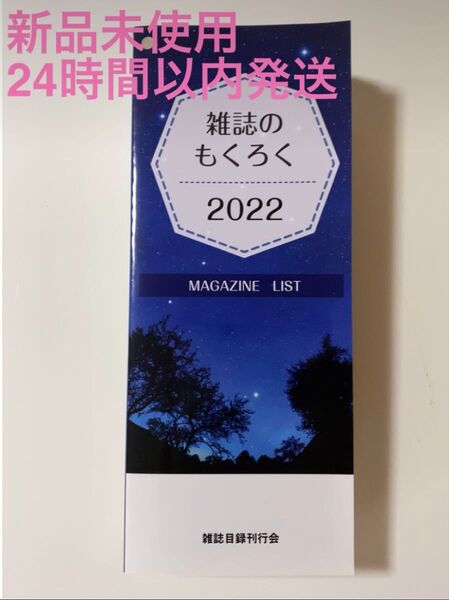 新品未使用
24時間以内発送
雑誌の
もくろく
2022
MAGAZINE LIST
雑誌目録刊行会